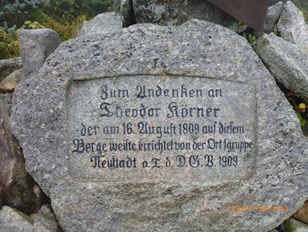 Zum Andenken an
Theodor Körner
der am 16. August 1809 auf diesem
Berge weilte, errichtet von der Ortsgruppe
Neustadt a. T. d. D. G. V. 1909